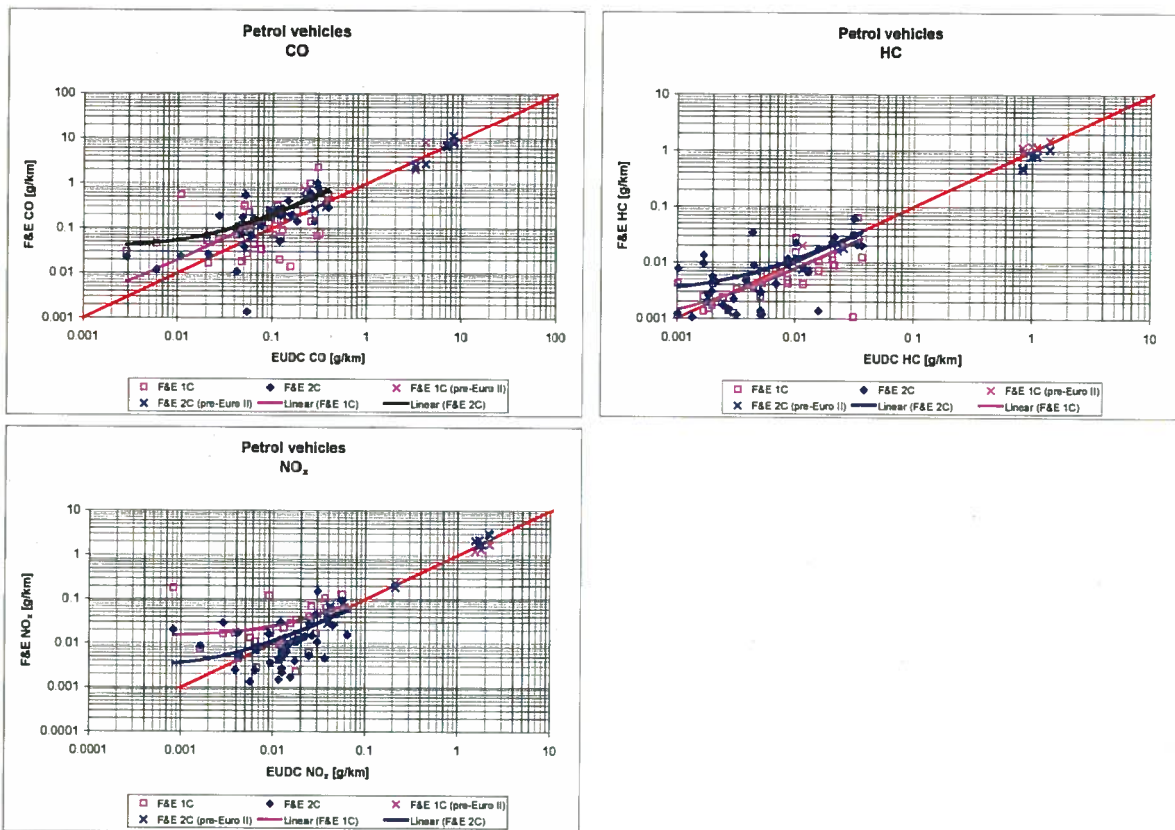 Petrol vehicles
CO
100
10
1
0.1
0.01
0.001
F&E CO [g/km]
0.001 0.01 0.1 1 10 100
EUDC CO [g/km]
F&E 1C F&E 2C F&E 1C (pre-Euro II)
F&E 2C (pre-Euro II) Linear (F&E 1C) Linear (F&E 2C)
Petrol vehicles
HC
10
1
0.1
0.01
0.001
F&E HC [g/km]
0.001 0.01 0.1 1 10
EUDC HC [g/km]
F&E 1C F&E 2C F&E 1C (pre-Euro II)
F&E 2C (pre-Euro II) Linear (F&E 2C) Linear (F&E 1C)
Petrol vehicles
NOx
10
1
0.1
0.01
0.001
0.0001
F&E NOx [g/km]
0.0001 0.001 0.01 0.1 1 10
EUDC NOx [g/km]
F&E 1C F&E 2C F&E 1C (pre-Euro II)
F&E 2C (pre-Euro II) Linear (F&E 1C) Linear (F&E 2C)